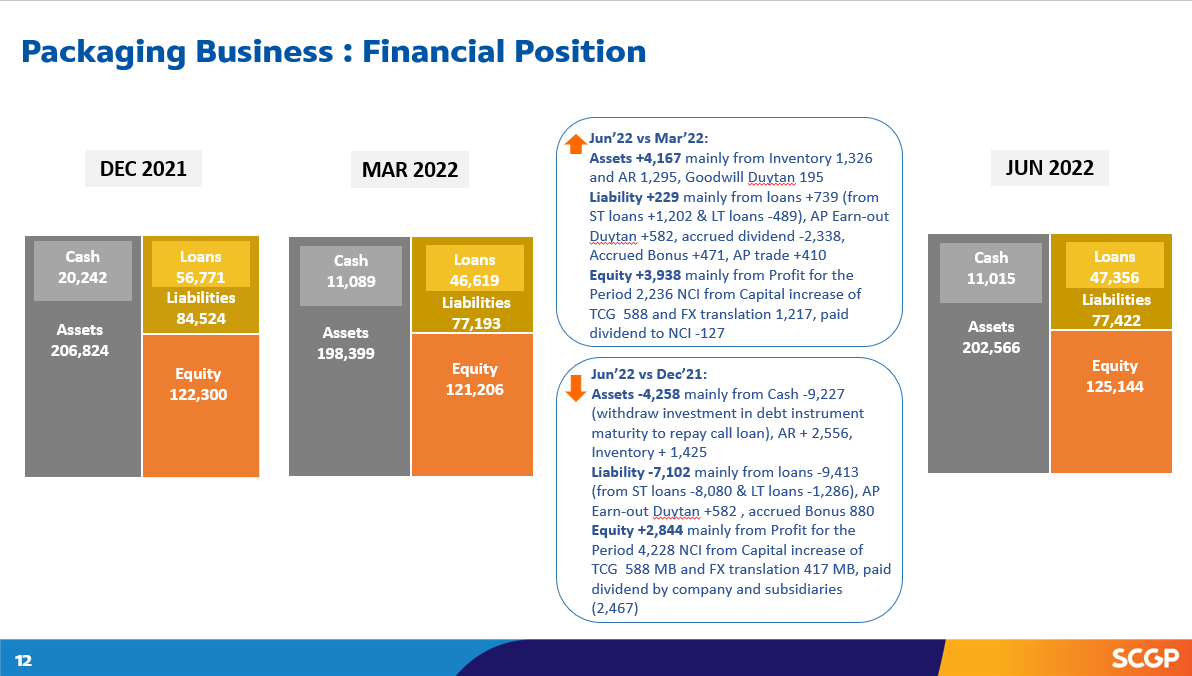 Packaging Business : Financial Position
DEC 2021
Cash
20,242
Assets
206,824
Loans
56,771
Liabilities
84,524
Equity
122,300
MAR 2022
Cash
11,089
Assets
198,399
Loans
46,619
Liabilities
77,193
Equity
121,206
Jun’22 vs Mar’22:
Assets +4,167 mainly from Inventory 1,326
and AR 1,295, Goodwill Duytan 195
Liability +229 mainly from loans +739 (from
ST loans +1,202 & LT loans -489), AP Earn-out
Duytan +582, accrued dividend -2,338,
Accrued Bonus +471, AP trade +410
Equity +3,938 mainly from Profit for the
Period 2,236 NCI from Capital increase of
TCG 588 and FX translation 1,217, paid
dividend to NCI -127
Jun’22 vs Dec’21:
Assets -4,258 mainly from Cash -9,227
(withdraw investment in debt instrument
maturity to repay call loan), AR + 2,556,
Inventory + 1,425
Liability -7,102 mainly from loans -9,413
(from ST loans -8,080 & LT loans -1,286), AP
Earn-out Duytan +582 , accrued Bonus 880
Equity +2,844 mainly from Profit for the
Period 4,228 NCI from Capital increase of
TCG 588 MB and FX translation 417 MB, paid
dividend by company and subsidiaries
(2,467)
JUN 2022
Cash
11,015
Assets
202,566
Loans
47,356
Liabilities
77,422
Equity
125,144
12
SCGP